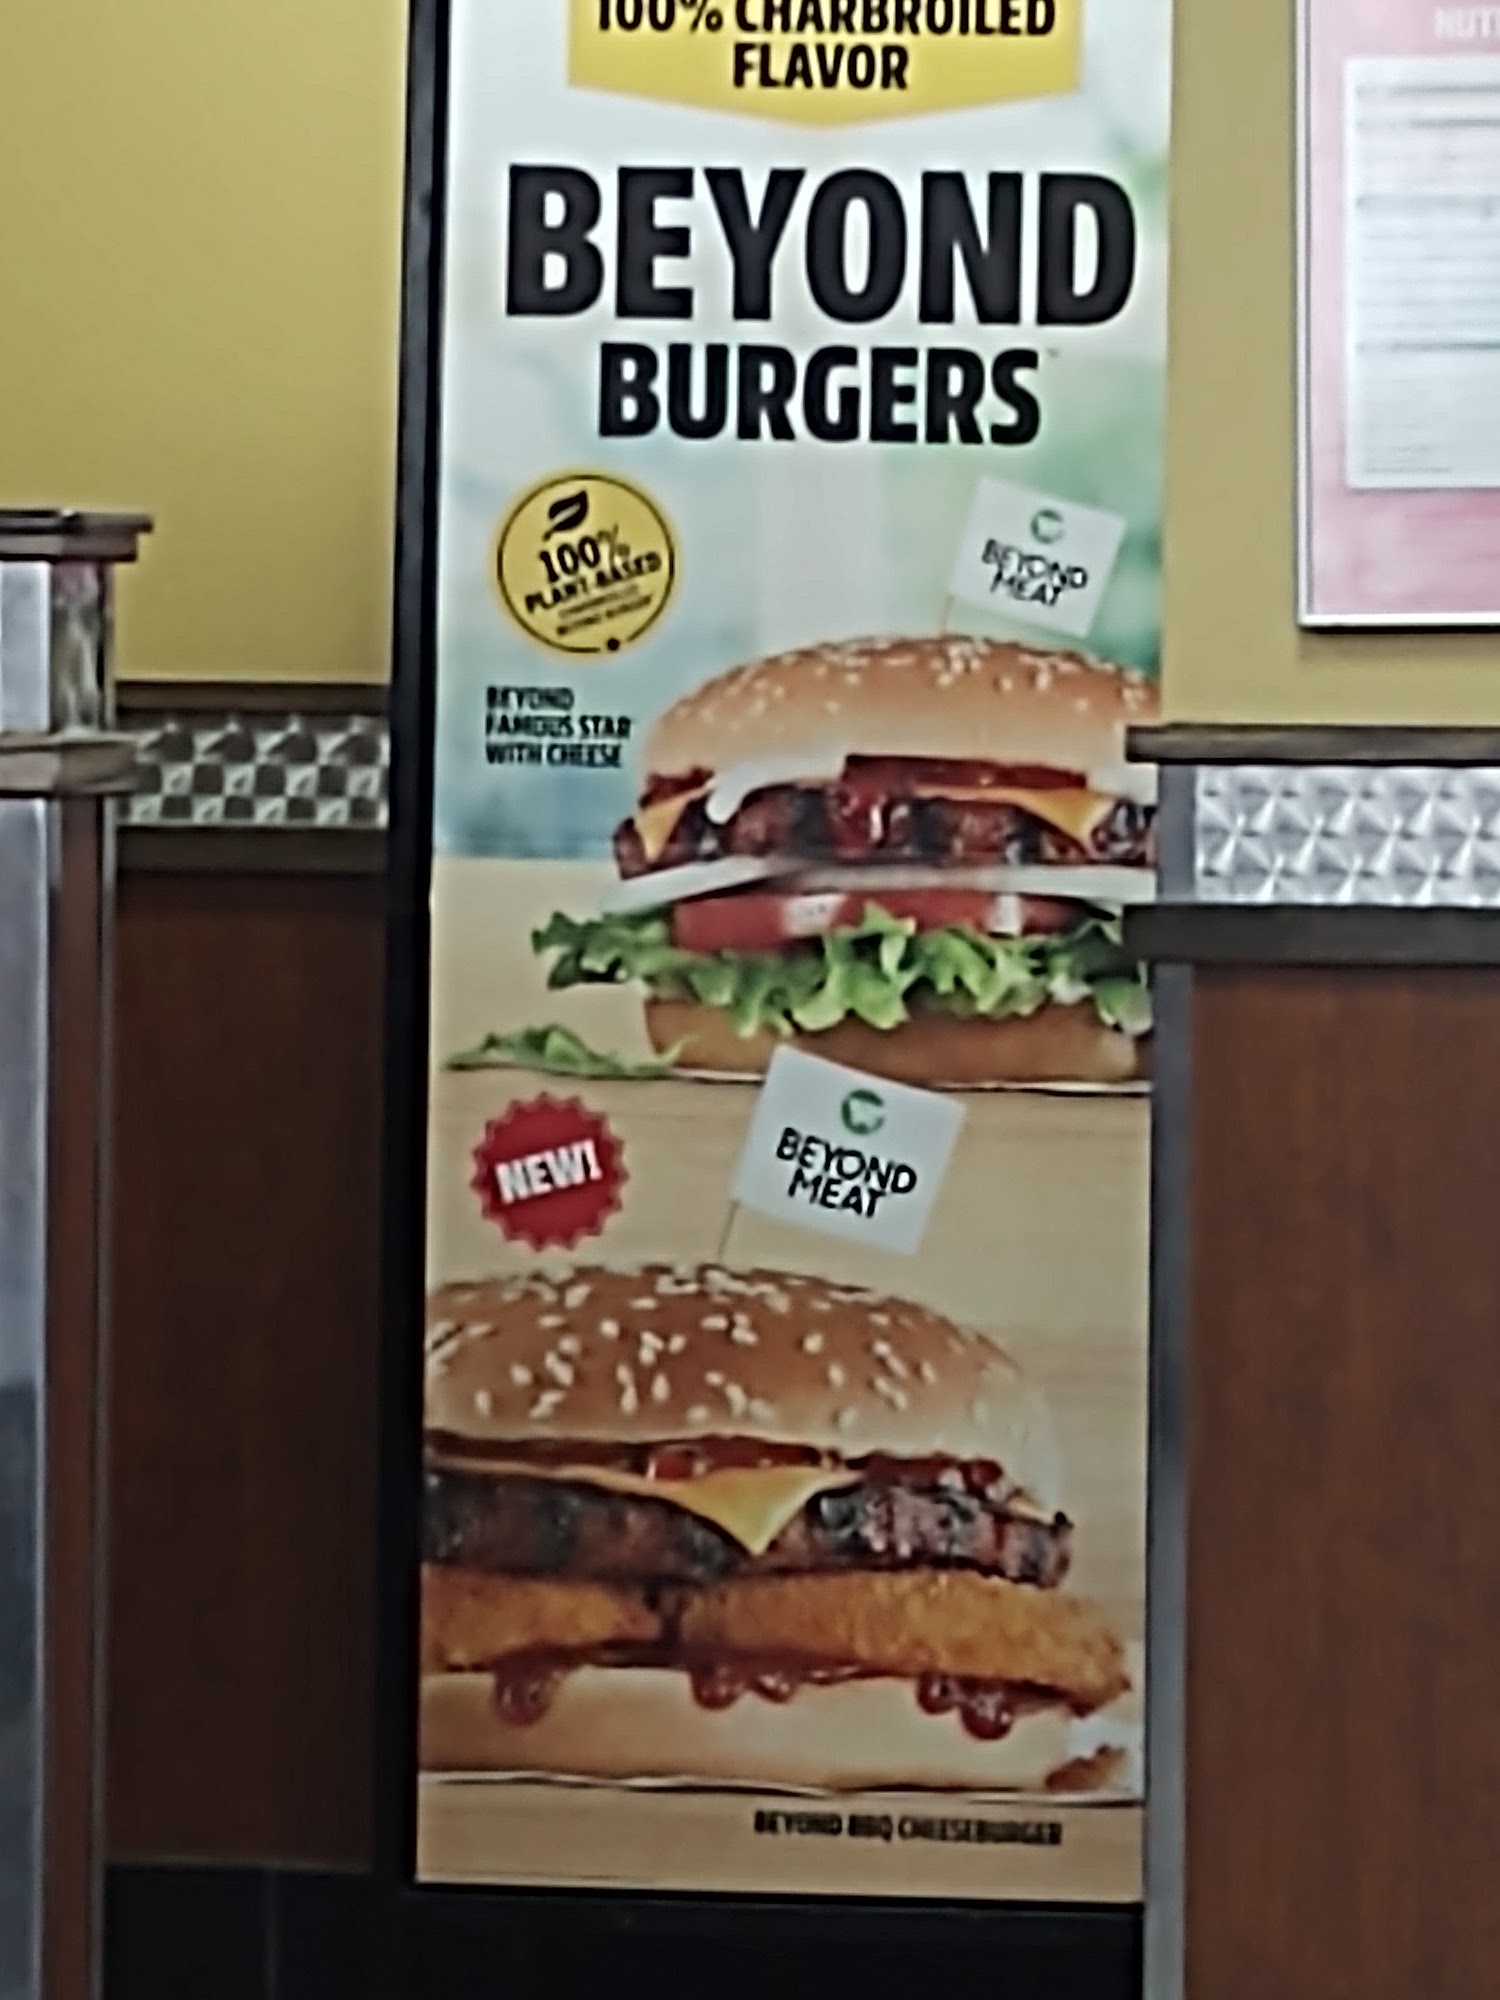 100% CHARBROILED
FLAVOR
BEYOND
BURGERS
100%
PLANT-BASED
BEYOND
MEAT
BEYOND
FAMOUS STAR
WITH CHEESE
NEW!
BEYOND
MEAT
BEYOND BBQ CHEESEBURGER